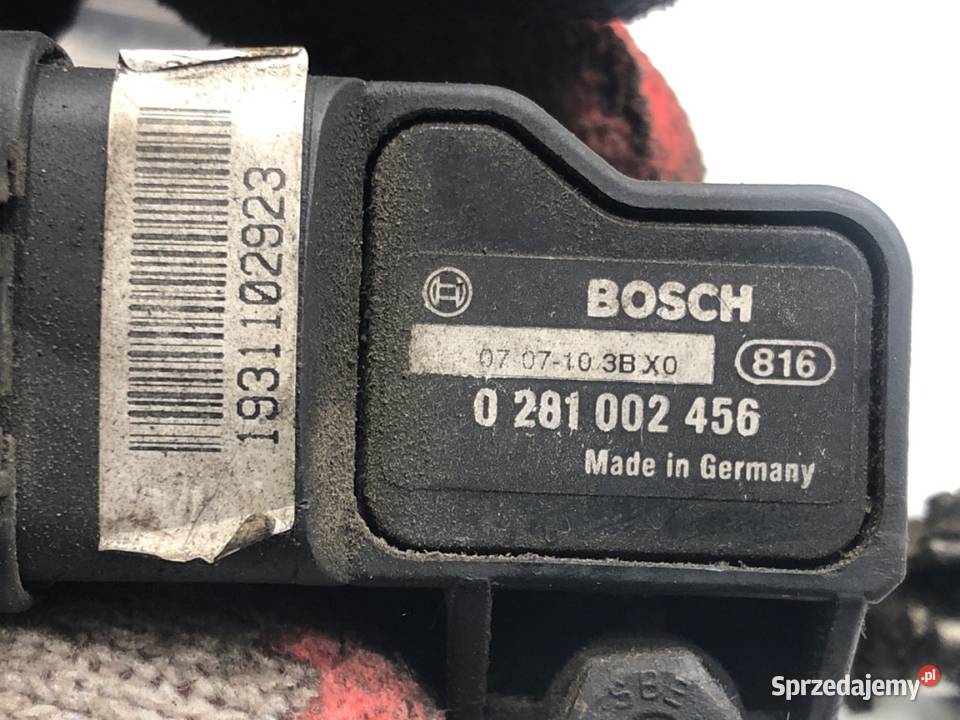 1931102923
BOSCH
07-07-10 3B X0
816
0 281 002 456
Made in Germany
Sprzedajemy.pl